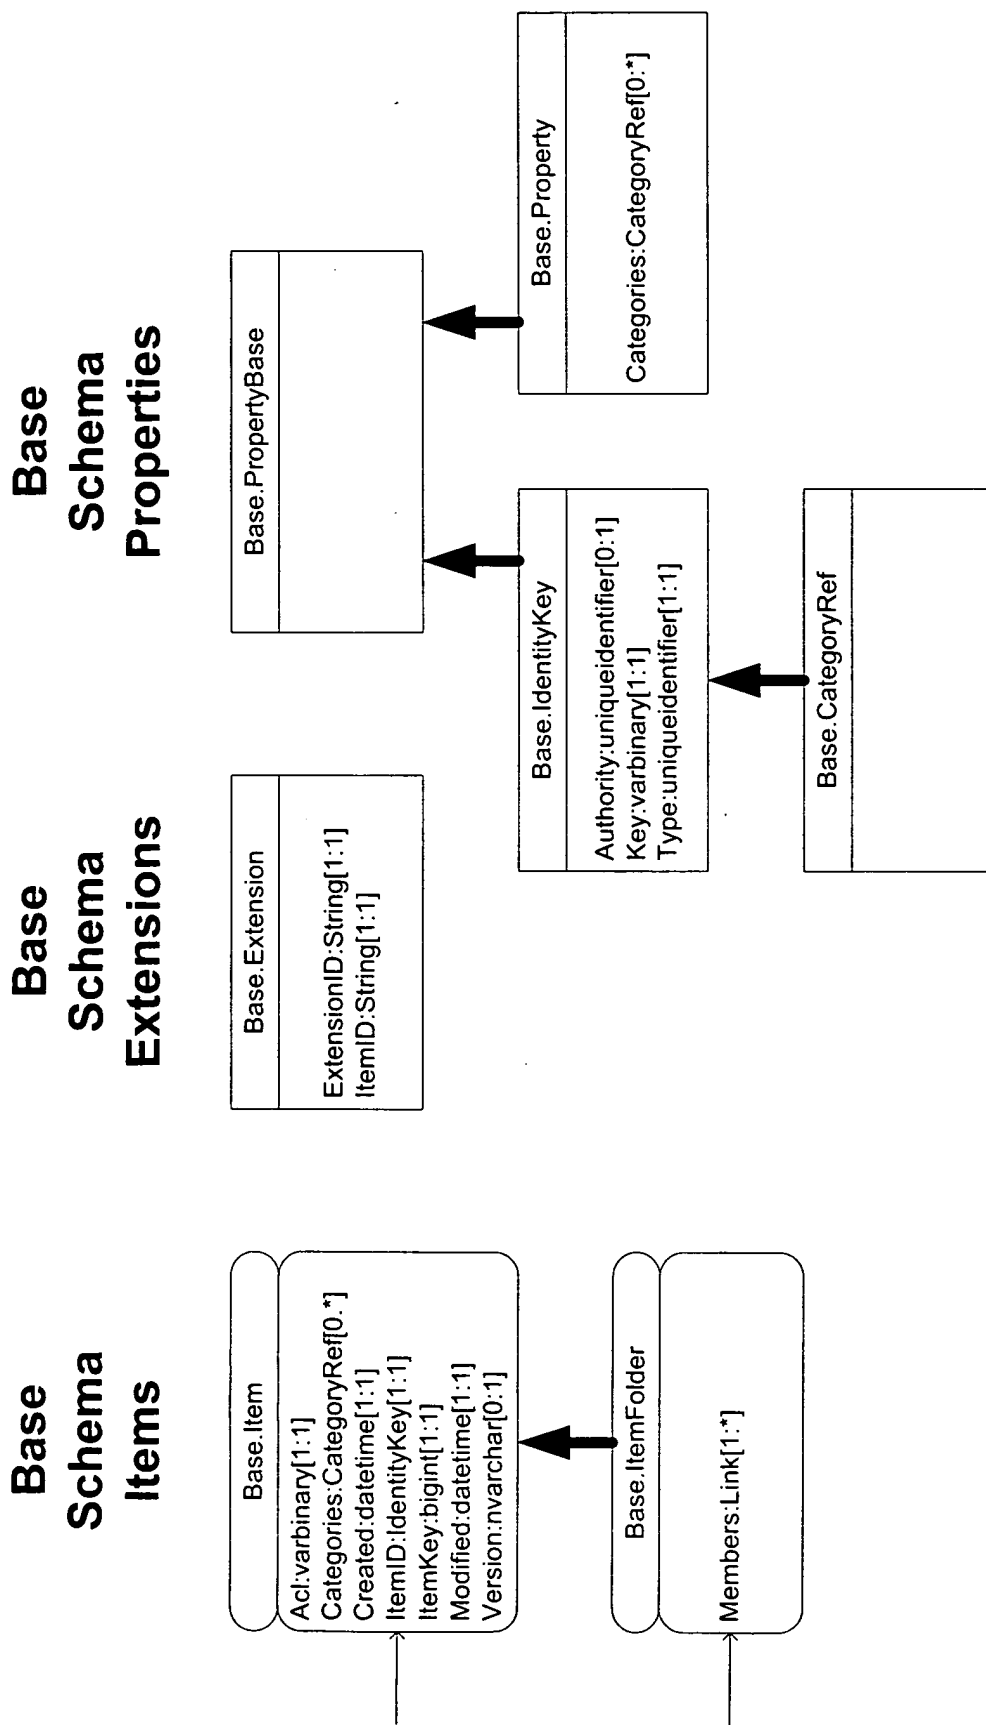 Base
Schema
Items
Base.Item
Acl:varbinary[1:1]
Categories:CategoryRef[0.*]
Created:datetime[1:1]
ItemID:IdentityKey[1:1]
ItemKey:bigint[1:1]
Modified:datetime[1:1]
Version:nvarchar[0:1]
Base.ItemFolder
Members:Link[1:*]
Base
Schema
Extensions
Base.Extension
ExtensionID:String[1:1]
ItemID:String[1:1]
Base
Schema
Properties
Base.PropertyBase
Base.IdentityKey
Authority:uniqueidentifier[0:1]
Key:varbinary[1:1]
Type:uniqueidentifier[1:1]
Base.CategoryRef
Base.Property
Categories:CategoryRef[0:*]